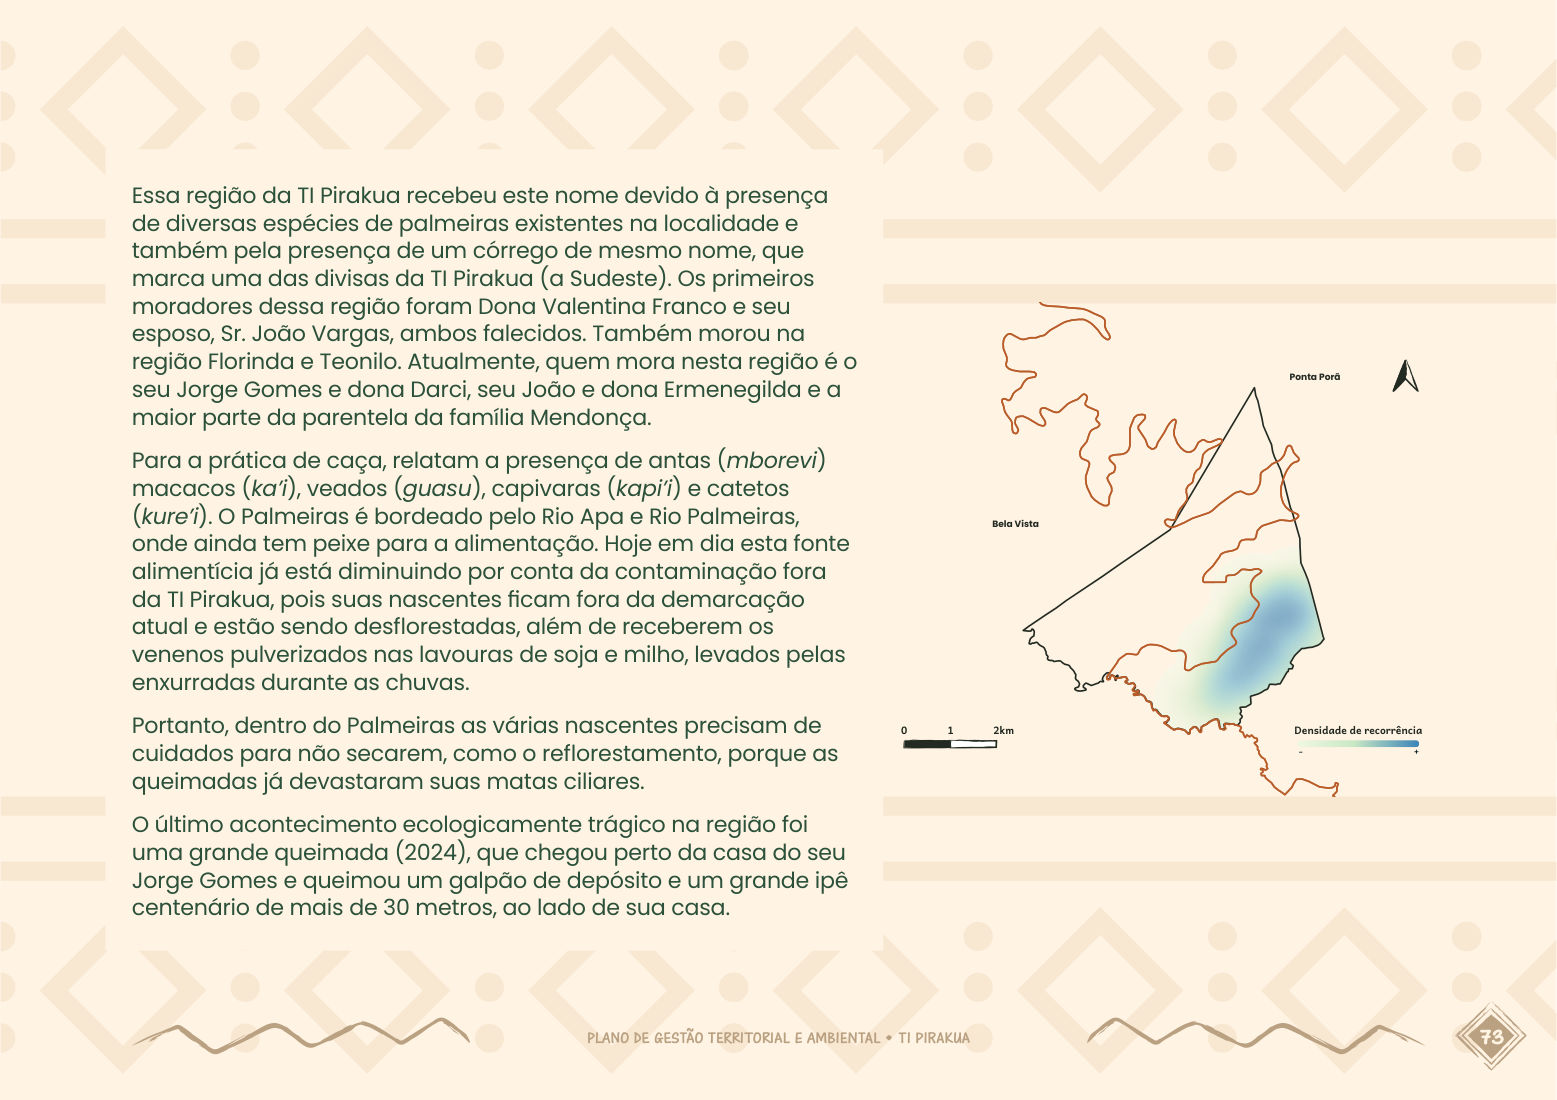 Essa região da TI Pirakua recebeu este nome devido à presença
de diversas espécies de palmeiras existentes na localidade e
também pela presença de um córrego de mesmo nome, que
marca uma das divisas da TI Pirakua (a Sudeste). Os primeiros
moradores dessa região foram Dona Valentina Franco e seu
esposo, Sr. João Vargas, ambos falecidos. Também morou na
região Florinda e Teonilo. Atualmente, quem mora nesta região é o
seu Jorge Gomes e dona Darci, seu João e dona Ermenegilda e a
maior parte da parentela da família Mendonça.
Para a prática de caça, relatam a presença de antas (mborevi)
macacos (ka’i), veados (guasu), capivaras (kapi’i) e catetos
(kure’i). O Palmeiras é bordeado pelo Rio Apa e Rio Palmeiras,
onde ainda tem peixe para a alimentação. Hoje em dia esta fonte
alimentícia já está diminuindo por conta da contaminação fora
da TI Pirakua, pois suas nascentes ficam fora da demarcação
atual e estão sendo desflorestadas, além de receberem os
venenos pulverizados nas lavouras de soja e milho, levados pelas
enxurradas durante as chuvas.
Portanto, dentro do Palmeiras as várias nascentes precisam de
cuidados para não secarem, como o reflorestamento, porque as
queimadas já devastaram suas matas ciliares.
O último acontecimento ecologicamente trágico na região foi
uma grande queimada (2024), que chegou perto da casa do seu
Jorge Gomes e queimou um galpão de depósito e um grande ipê
centenário de mais de 30 metros, ao lado de sua casa.
Ponta Porã
Bela Vista
0 1 2km
Densidade de recorrência
- +
PLANO DE GESTÃO TERRITORIAL E AMBIENTAL • TI PIRAKUA
73